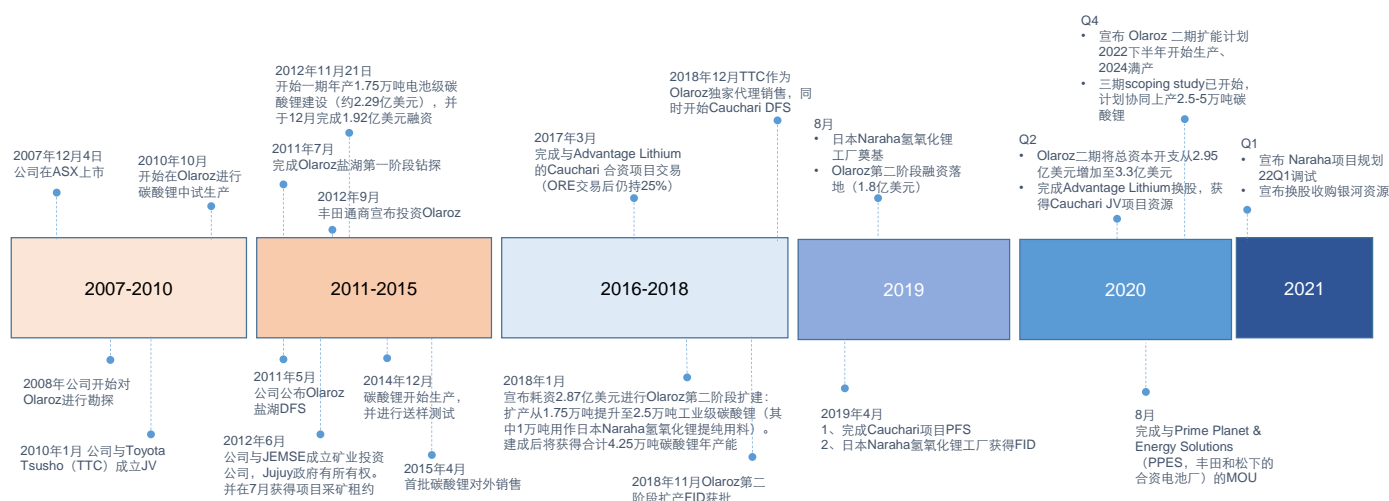 2007年12月4日
公司在ASX上市
2010年10月
开始在Olaroz进行
碳酸锂中试生产
2007-2010
2008年公司开始对
Olaroz进行勘探
2010年1月 公司与Toyota
Tsusho（TTC）成立JV
2012年11月21日
开始一期年产1.75万吨电池级碳
酸锂建设（约2.29亿美元），并
于12月完成1.92亿美元融资
2011年7月
完成Olaroz盐湖第一阶段钻探
2012年9月
丰田通商宣布投资Olaroz
2011-2015
2011年5月
公司公布Olaroz
盐湖DFS
2014年12月
碳酸锂开始生产，
并进行送样测试
2012年6月
公司与JEMSE成立矿业投资
公司，Jujuy政府有所有权。
并在7月获得项目采矿租约
2015年4月
首批碳酸锂对外销售
2018年12月TTC作为
Olaroz独家代理销售，同
时开始Cauchari DFS
2017年3月
完成与Advantage Lithium
的Cauchari 合资项目交易
（ORE交易后仍持25%）
2016-2018
2018年1月
宣布耗资2.87亿美元进行Olaroz第二阶段扩建：
扩产从1.75万吨提升至2.5万吨工业级碳酸锂（其
中1万吨用作日本Naraha氢氧化锂提纯用料）。
建成后将获得合计4.25万吨碳酸锂年产能
2018年11月Olaroz第二
阶段扩产FID获批
8月
• 日本Naraha氢氧化锂
工厂奠基
• Olaroz第二阶段融资落
地（1.8亿美元）
2019
2019年4月
1、完成Cauchari项目PFS
2、日本Naraha氢氧化锂工厂获得FID
Q4
• 宣布 Olaroz 二期扩能计划
2022下半年开始生产、
2024满产
• 三期scoping study已开始，
计划协同上产2.5-5万吨碳
酸锂
Q2
• Olaroz二期将总资本开支从2.95
亿美元增加至3.3亿美元
• 完成Advantage Lithium换股，获
得Cauchari JV项目资源
2020
8月
完成与Prime Planet &
Energy Solutions
（PPES，丰田和松下的
合资电池厂）的MOU
Q1
• 宣布 Naraha项目规划
22Q1调试
• 宣布换股收购银河资源
2021